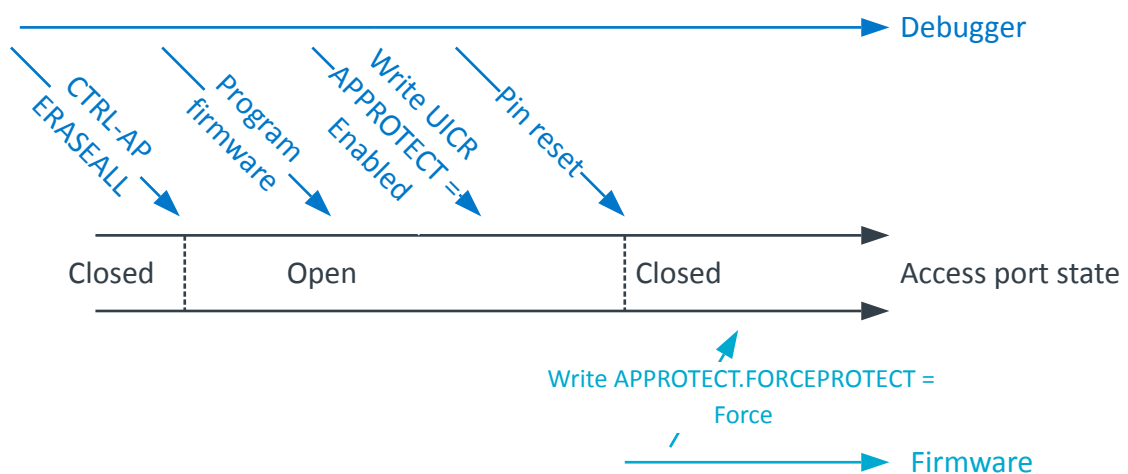 Debugger
CTRL-AP
ERASEALL
Program
firmware
Write UICR
APPROTECT =
Enabled
Pin reset
Closed
Open
Closed
Access port state
Write APPROTECT.FORCEPROTECT =
Force
Firmware